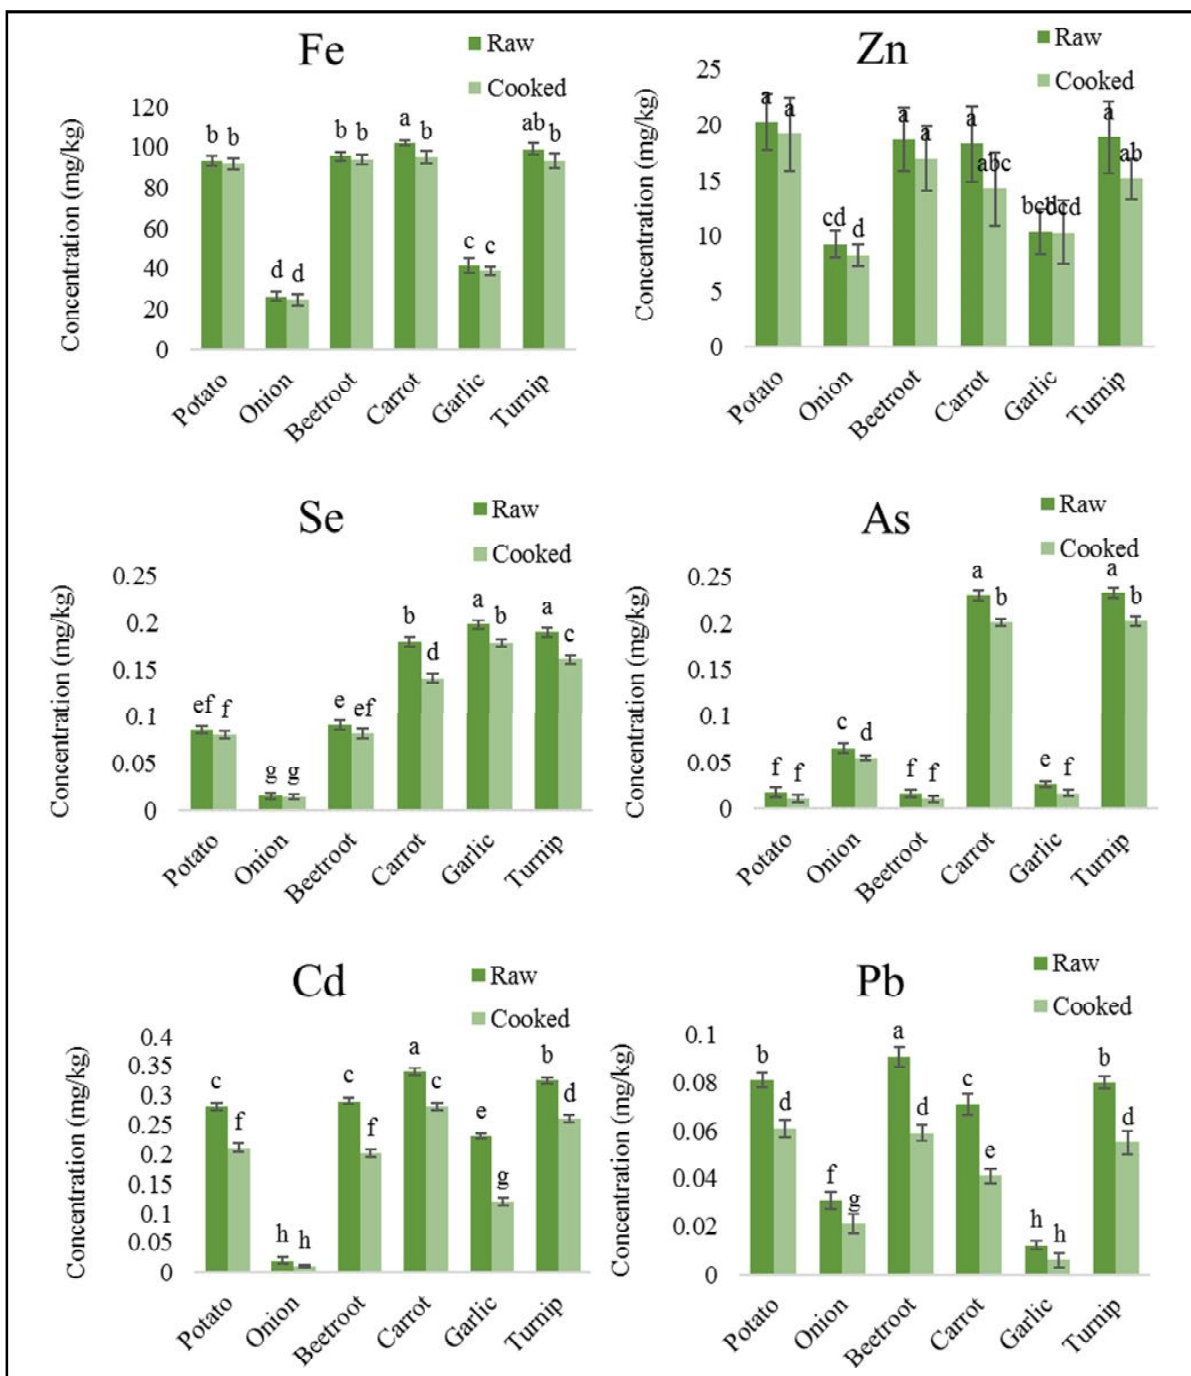 Fe
Raw
Cooked
Concentration (mg/kg)
120
100
80
60
40
20
0
b b
d d
b b
a b
c c
ab b
Potato
Onion
Beetroot
Carrot
Garlic
Turnip
Zn
Raw
Cooked
Concentration (mg/kg)
25
20
15
10
5
0
a a
cd d
a a
a abc
bcd bcd
a ab
Potato
Onion
Beetroot
Carrot
Garlic
Turnip
Se
Raw
Cooked
Concentration (mg/kg)
0.25
0.2
0.15
0.1
0.05
0
ef f
g g
e ef
b d
a b
a c
Potato
Onion
Beetroot
Carrot
Garlic
Turnip
As
Raw
Cooked
Concentration (mg/kg)
0.25
0.2
0.15
0.1
0.05
0
f f
c d
f f
a b
e f
a b
Potato
Onion
Beetroot
Carrot
Garlic
Turnip
Cd
Raw
Cooked
Concentration (mg/kg)
0.4
0.35
0.3
0.25
0.2
0.15
0.1
0.05
0
c f
h h
c f
a c
e g
b d
Potato
Onion
Beetroot
Carrot
Garlic
Turnip
Pb
Raw
Cooked
Concentration (mg/kg)
0.1
0.08
0.06
0.04
0.02
0
b d
f g
a d
c e
h h
b d
Potato
Onion
Beetroot
Carrot
Garlic
Turnip